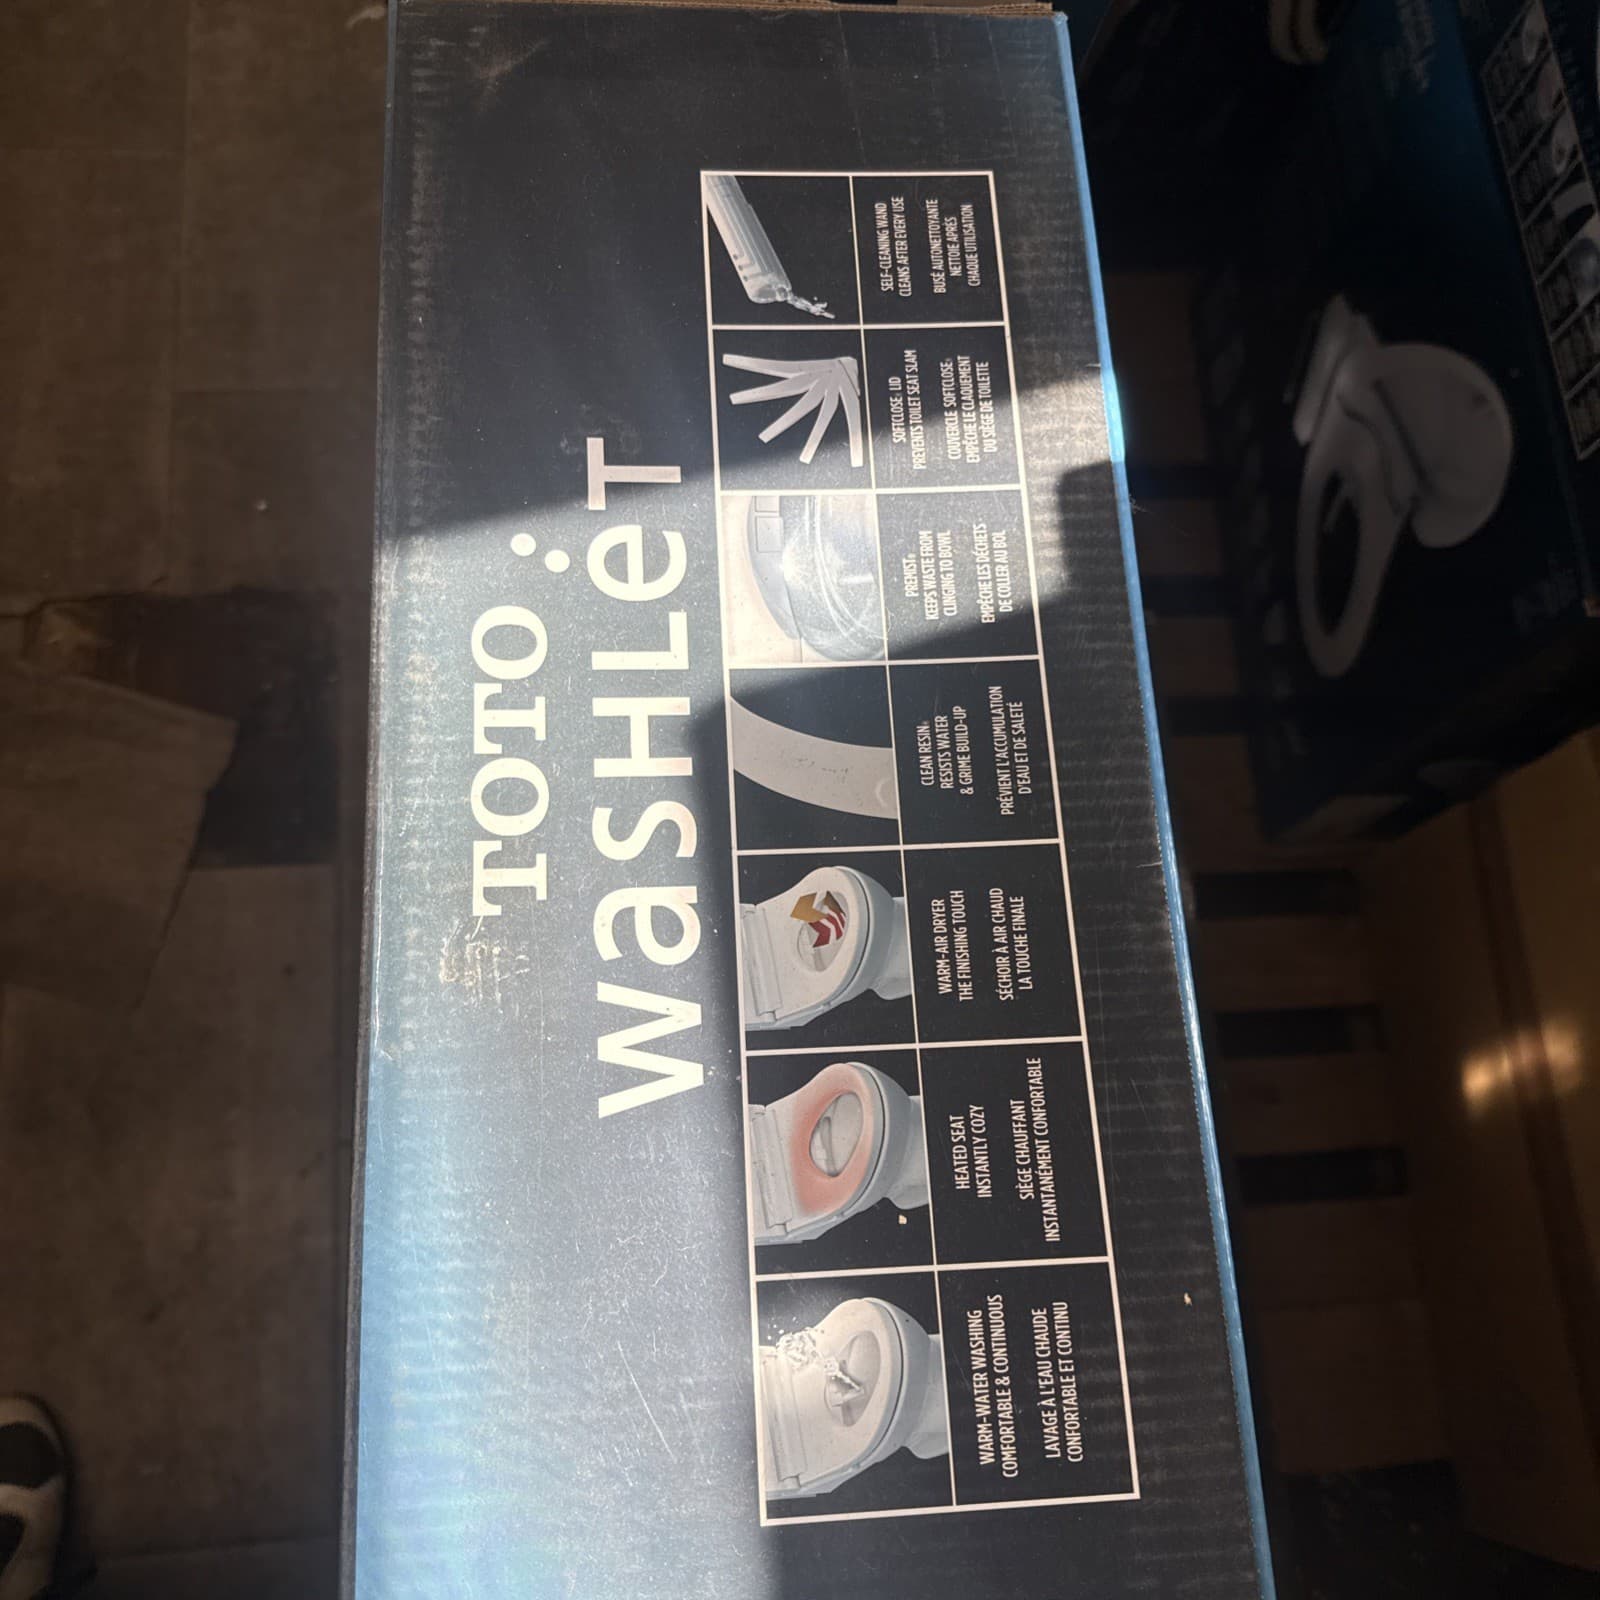 TOTO
WaSHLeT
WARM-WATER WASHING
COMFORTABLE & CONTINUOUS
LAVAGE À L'EAU CHAUDE
CONFORTABLE ET CONTINU
HEATED SEAT
INSTANTLY COZY
SIÈGE CHAUFFANT
INSTANTANÉMENT CONFORTABLE
WARM-AIR DRYER
THE FINISHING TOUCH
SÉCHOIR À AIR CHAUD
LA TOUCHE FINALE
CLEAN RESIN®
RESISTS WATER
& GRIME BUILD-UP
PRÉVIENT L'ACCUMULATION
D'EAU ET DE SALETÉ
PREMIST®
KEEPS WASTE FROM
CLINGING TO BOWL
EMPÊCHE LES DÉCHETS
DE COLLER AU BOL
SOFTCLOSE® LID
PREVENTS TOILET SEAT SLAM
COUVERCLE SOFTCLOSE®
EMPÊCHE LE CLAQUEMENT
DU SIÈGE DE TOILETTE
SELF-CLEANING WAND
CLEANS AFTER EVERY USE
BUSE AUTONETTOYANTE
NETTOIE APRÈS
CHAQUE UTILISATION